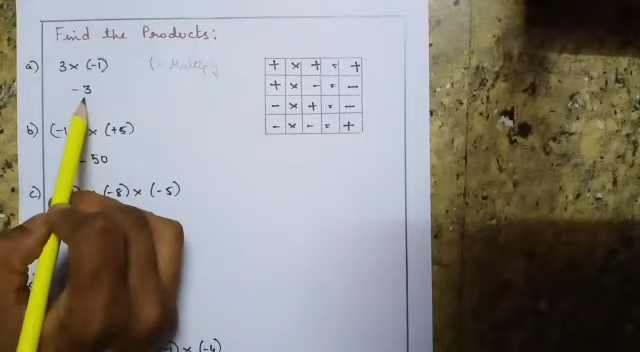 Find the Products:
a) 3 × (-1) (- Multiply
-3
b) (-1 × (+5)
- 50
c) × (-8) × (-5)
× (-4)
+ × + = +
+ × - = -
- × + = -
- × - = +